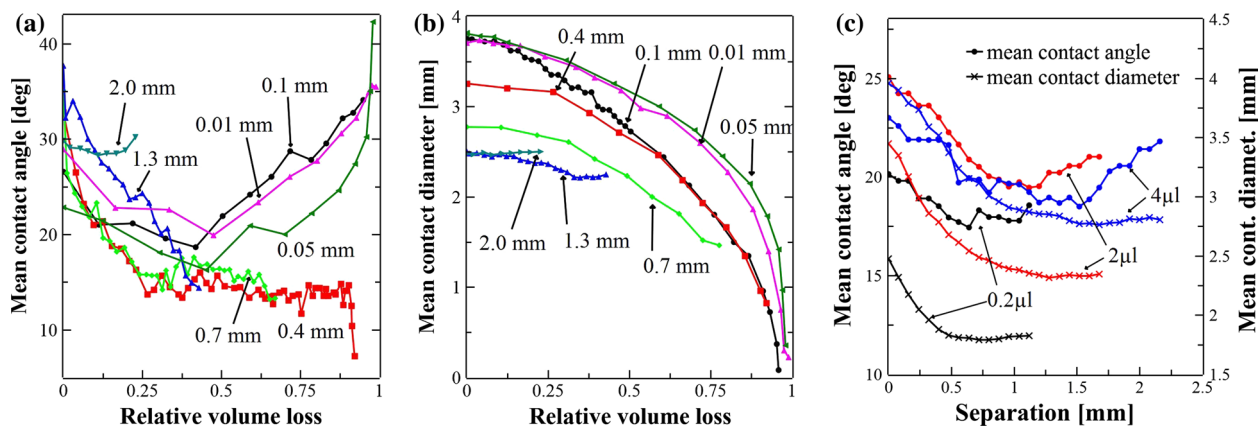 (a)
Mean contact angle [deg]
40
30
20
10
0
0.25
0.5
0.75
1
Relative volume loss
2.0 mm
1.3 mm
0.1 mm
0.01 mm
0.05 mm
0.7 mm
0.4 mm
(b)
Mean contact diameter [mm]
4
3
2
1
0
0
0.25
0.5
0.75
1
Relative volume loss
0.4 mm
0.1 mm
0.01 mm
0.05 mm
2.0 mm
1.3 mm
0.7 mm
(c)
Mean contact angle [deg]
30
25
20
15
10
0
0.5
1
1.5
2
2.5
Separation [mm]
mean contact angle
mean contact diameter
4µl
2µl
0.2µl
4.5
4
3.5
3
2.5
2
1.5
Mean cont. diamet. [mm]